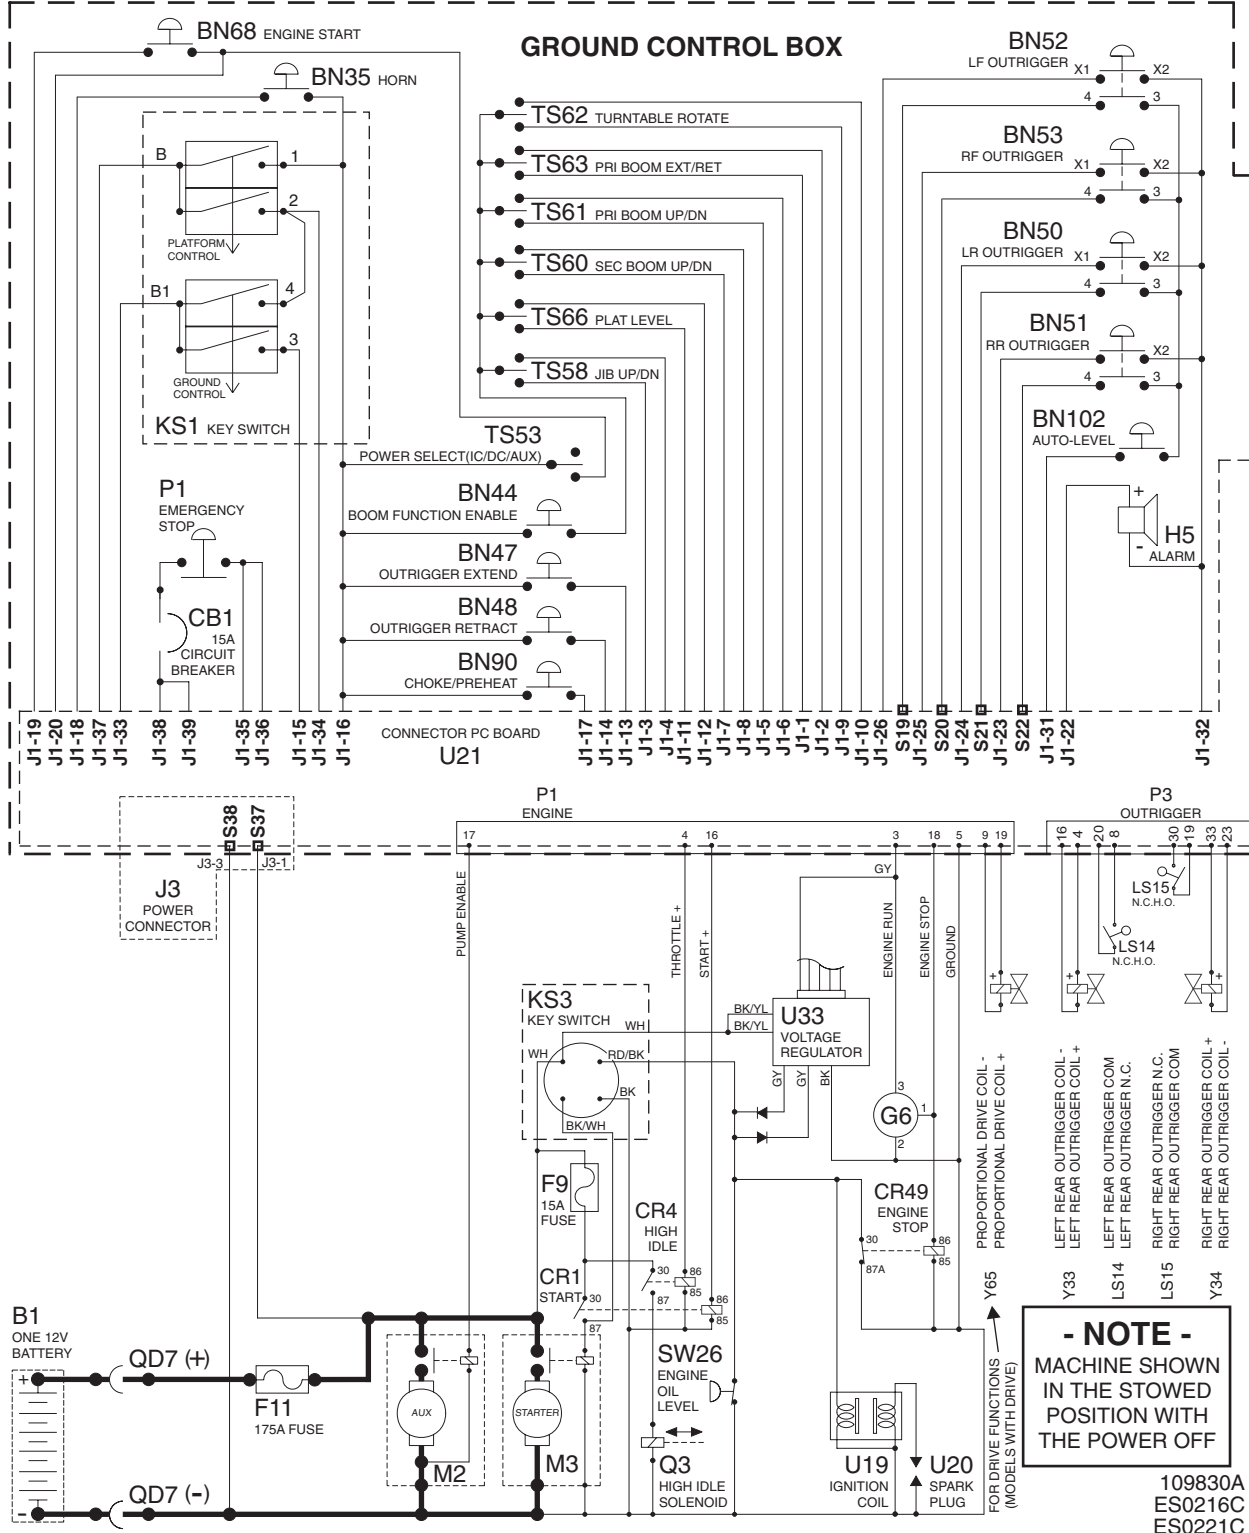 GROUND CONTROL BOX
BN68 ENGINE START
BN35 HORN
B
1
2
PLATFORM
CONTROL
B1
4
3
GROUND
CONTROL
KS1 KEY SWITCH
TS62 TURNTABLE ROTATE
TS63 PRI BOOM EXT/RET
TS61 PRI BOOM UP/DN
TS60 SEC BOOM UP/DN
TS66 PLAT LEVEL
TS58 JIB UP/DN
TS53
POWER SELECT(IC/DC/AUX)
BN44
BOOM FUNCTION ENABLE
BN47
OUTRIGGER EXTEND
BN48
OUTRIGGER RETRACT
BN90
CHOKE/PREHEAT
P1
EMERGENCY
STOP
CB1
15A
CIRCUIT
BREAKER
BN52
LF OUTRIGGER
X1 X2
4 3
BN53
RF OUTRIGGER
X1 X2
4 3
BN50
LR OUTRIGGER
X1 X2
4 3
BN51
RR OUTRIGGER
X2
4 3
BN102
AUTO-LEVEL
+
-
H5
ALARM
J1-19
J1-20
J1-18
J1-37
J1-33
J1-38
J1-39
J1-35
J1-36
J1-15
J1-34
J1-16
CONNECTOR PC BOARD
U21
J1-17
J1-14
J1-13
J1-3
J1-4
J1-11
J1-12
J1-7
J1-8
J1-5
J1-6
J1-1
J1-2
J1-9
J1-10
J1-26
S19
J1-25
S20
J1-24
S21
J1-23
S22
J1-31
J1-22
J1-32
S38
S37
J3-3
J3-1
J3
POWER
CONNECTOR
P1
ENGINE
17 4 16 3 18 5 9 19
P3
OUTRIGGER
16 4 20 8 30 19 33 23
PUMP ENABLE
THROTTLE +
START +
GY
ENGINE RUN
ENGINE STOP
GROUND
LS15
N.C.H.O.
LS14
N.C.H.O.
+
+
+
KS3
KEY SWITCH
WH
WH
RD/BK
BK
BK/WH
BK/YL
BK/YL
U33
VOLTAGE
REGULATOR
GY
GY
BK
3
G6
1
2
F9
15A
FUSE
CR4
HIGH
IDLE
30
86
85
87
CR1
START
30
87
86
85
CR49
ENGINE
STOP
30
87A
86
85
PROPORTIONAL DRIVE COIL -
PROPORTIONAL DRIVE COIL +
LEFT REAR OUTRIGGER COIL -
LEFT REAR OUTRIGGER COIL +
LEFT REAR OUTRIGGER COM
LEFT REAR OUTRIGGER N.C.
RIGHT REAR OUTRIGGER N.C.
RIGHT REAR OUTRIGGER COM
RIGHT REAR OUTRIGGER COIL +
RIGHT REAR OUTRIGGER COIL -
Y65
Y33
LS14
LS15
Y34
FOR DRIVE FUNCTIONS
(MODELS WITH DRIVE)
B1
ONE 12V
BATTERY
+
-
QD7 (+)
F11
175A FUSE
QD7 (-)
AUX
M2
STARTER
M3
SW26
ENGINE
OIL
LEVEL
Q3
HIGH IDLE
SOLENOID
U19
IGNITION
COIL
U20
SPARK
PLUG
- NOTE -
MACHINE SHOWN
IN THE STOWED
POSITION WITH
THE POWER OFF
109830A
ES0216C
ES0221C